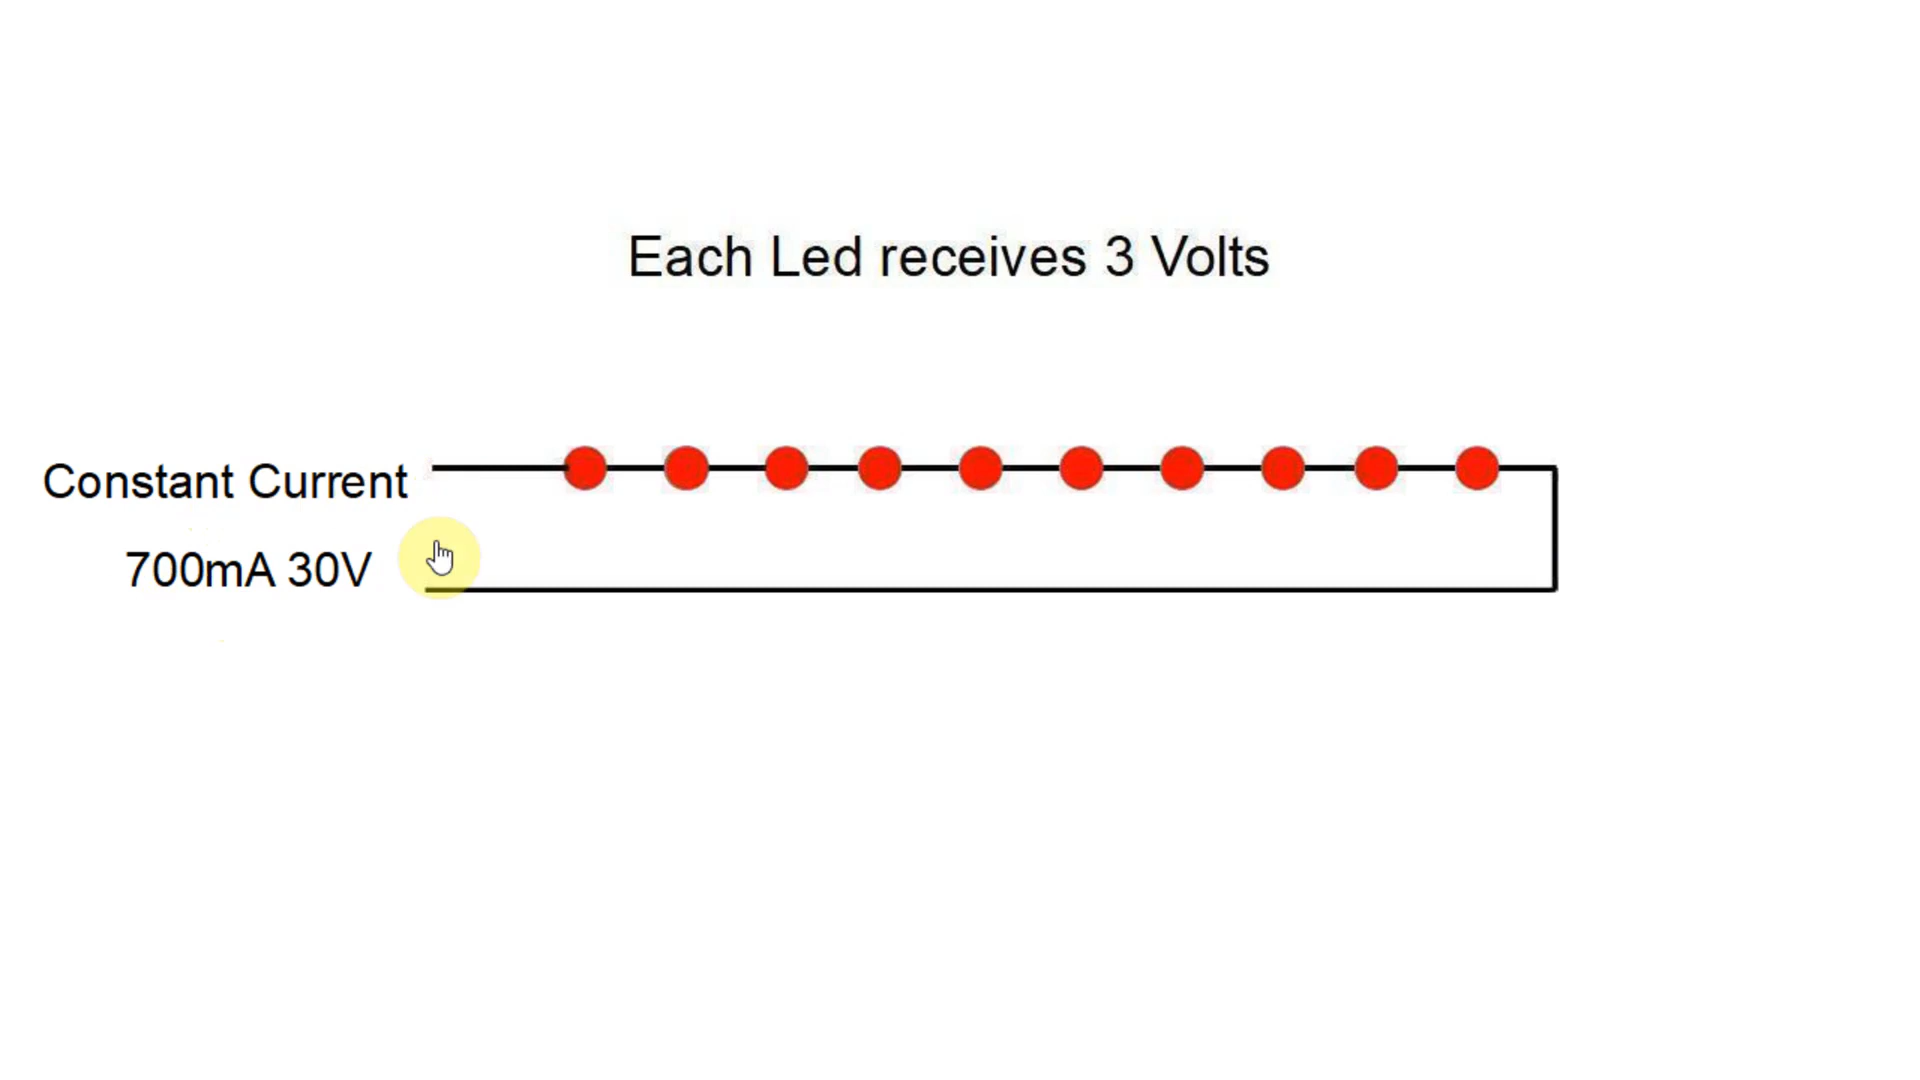 Each Led receives 3 Volts
Constant Current
700mA 30V